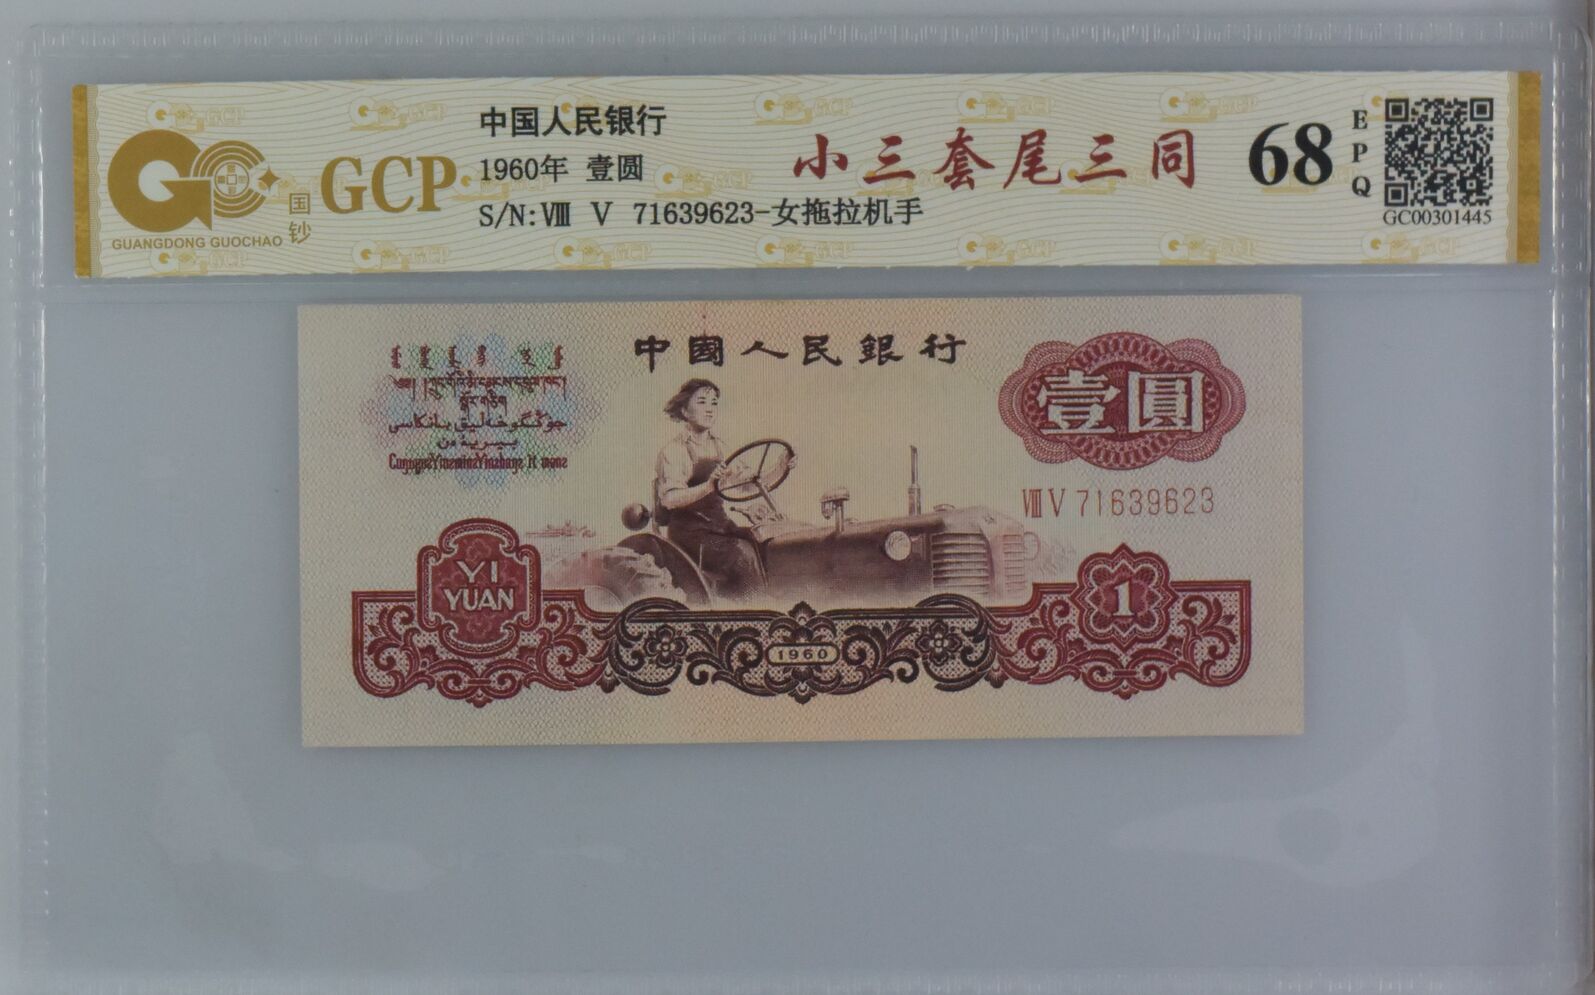 中国人民银行
1960年 壹圆
S/N:Ⅷ Ⅴ 71639623-女拖拉机手
GCP
国钞
GUANGDONG GUOCHAO
小三套尾三同
68
EPQ
GC00301445
中國人民銀行
壹圓
ⅧⅤ 71639623
YI
YUAN
1960
1